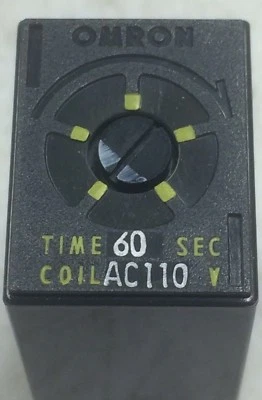 OMRON
TIME 60 SEC
COIL AC110 V